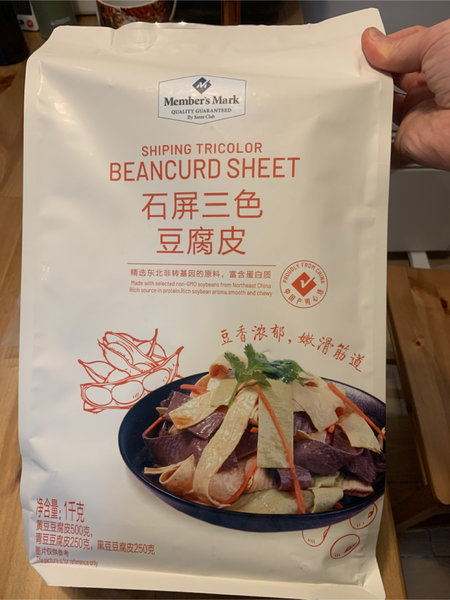 Member's Mark
QUALITY GUARANTEED
By Sam's Club
SHIPING TRICOLOR
BEANCURD SHEET
石屏三色
豆腐皮
精选东北非转基因的原料，富含蛋白质
Made with selected non-GMO soybeans from Northeast China
Rich source in protein.Rich soybean aroma,smooth and chewy
PROUDLY FROM CHINA
中国产 用心选
豆香浓郁，嫩滑筋道
净含量：1千克
黄豆豆腐皮500克，
青豆豆腐皮250克，黑豆豆腐皮250克
图片仅供参考
The picture is for reference only